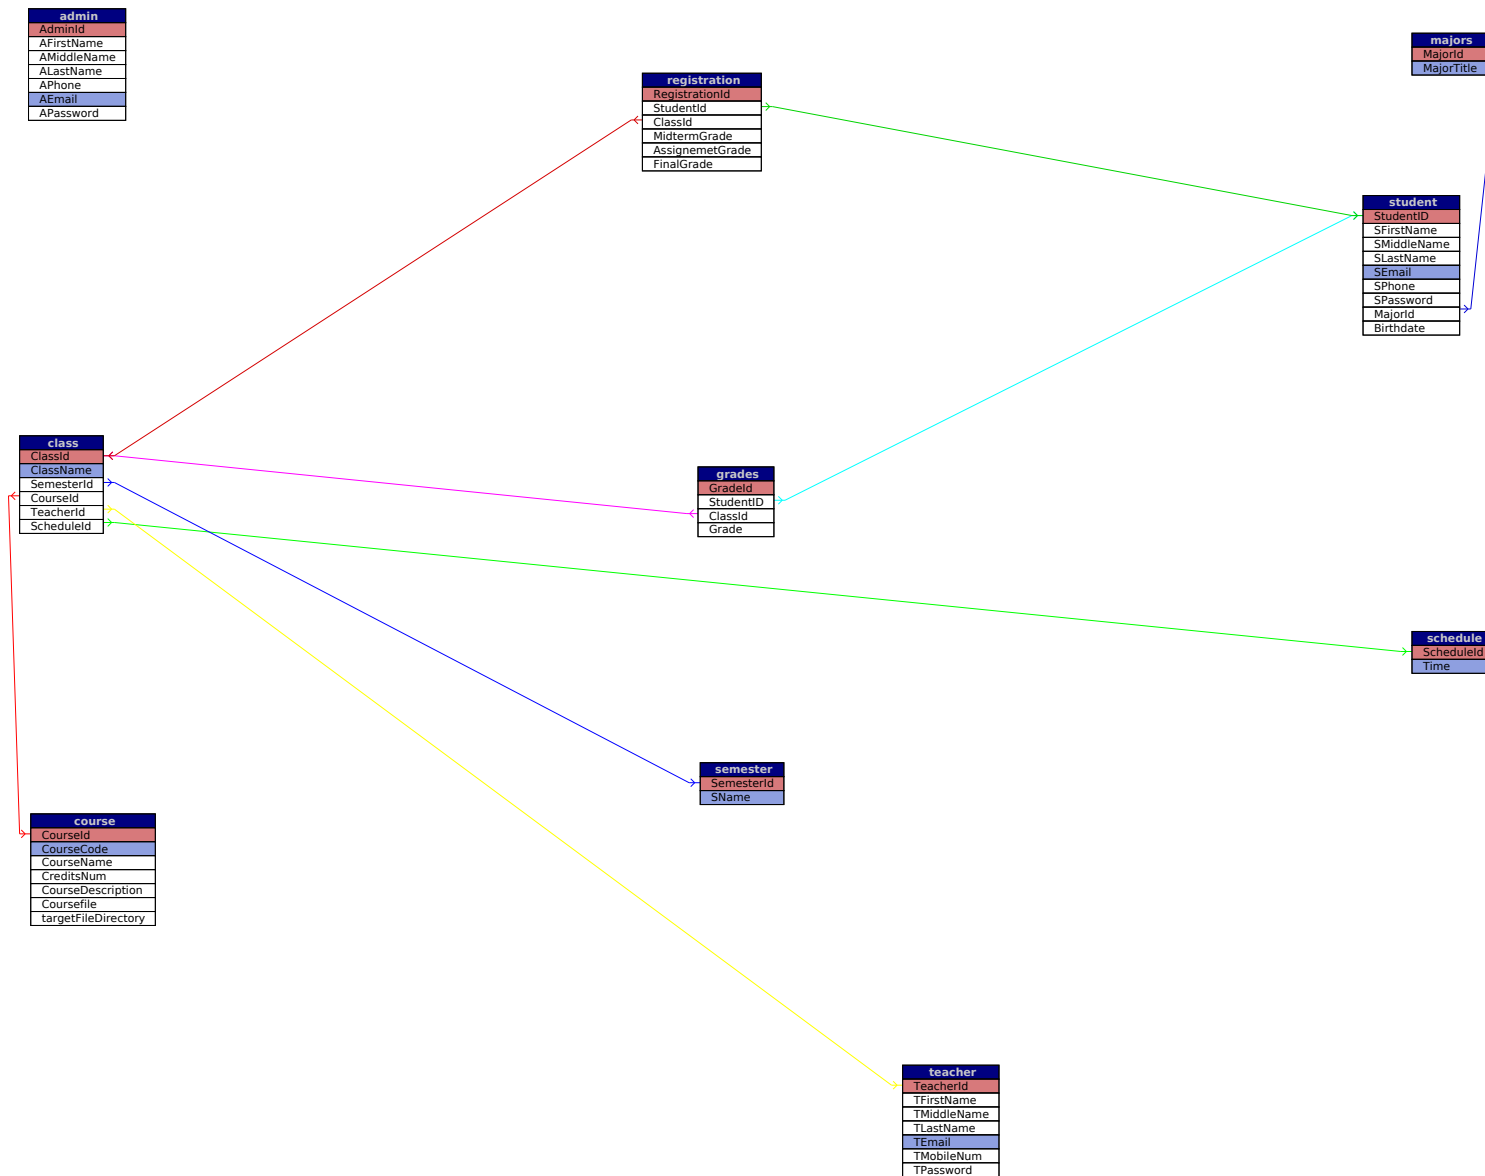 admin
AdminId
AFirstName
AMiddleName
ALastName
APhone
AEmail
APassword
majors
MajorId
MajorTitle
registration
RegistrationId
StudentId
ClassId
MidtermGrade
AssignemetGrade
FinalGrade
student
StudentID
SFirstName
SMiddleName
SLastName
SEmail
SPhone
SPassword
MajorId
Birthdate
class
ClassId
ClassName
SemesterId
CourseId
TeacherId
ScheduleId
grades
GradeId
StudentID
ClassId
Grade
schedule
ScheduleId
Time
semester
SemesterId
SName
course
CourseId
CourseCode
CourseName
CreditsNum
CourseDescription
Coursefile
targetFileDirectory
teacher
TeacherId
TFirstName
TMiddleName
TLastName
TEmail
TMobileNum
TPassword